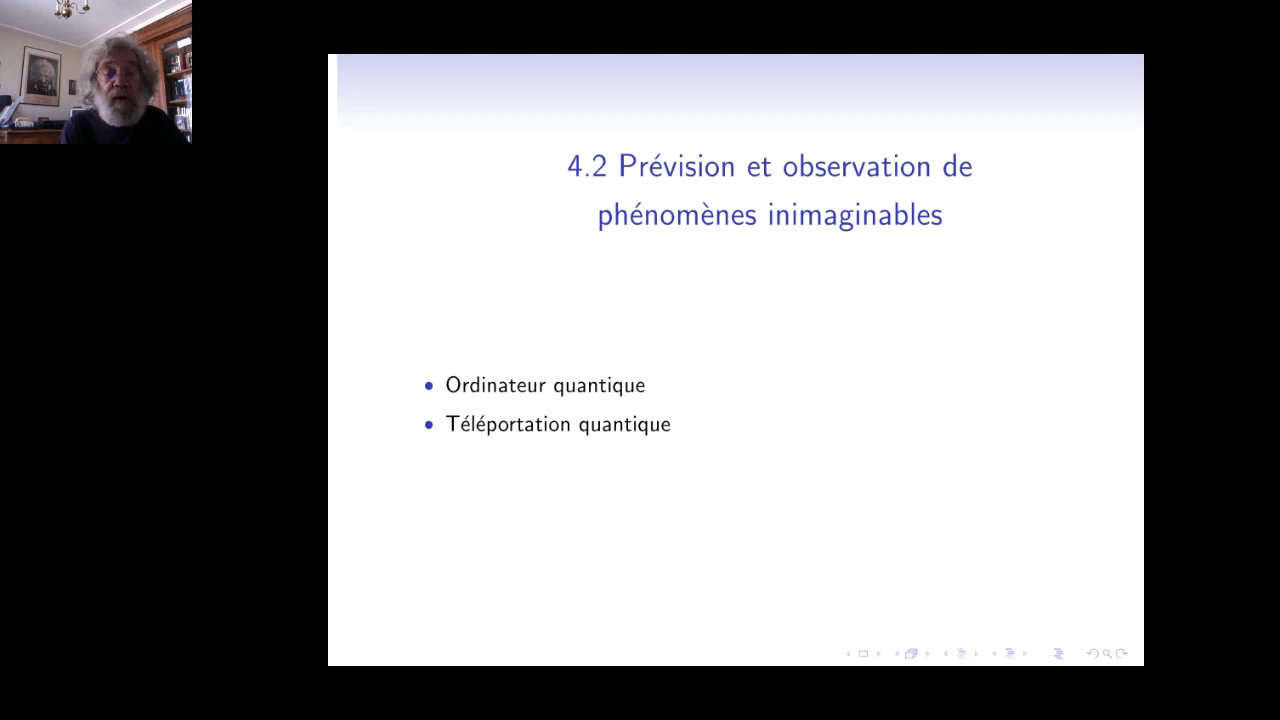 4.2 Prévision et observation de
phénomènes inimaginables
• Ordinateur quantique
• Téléportation quantique